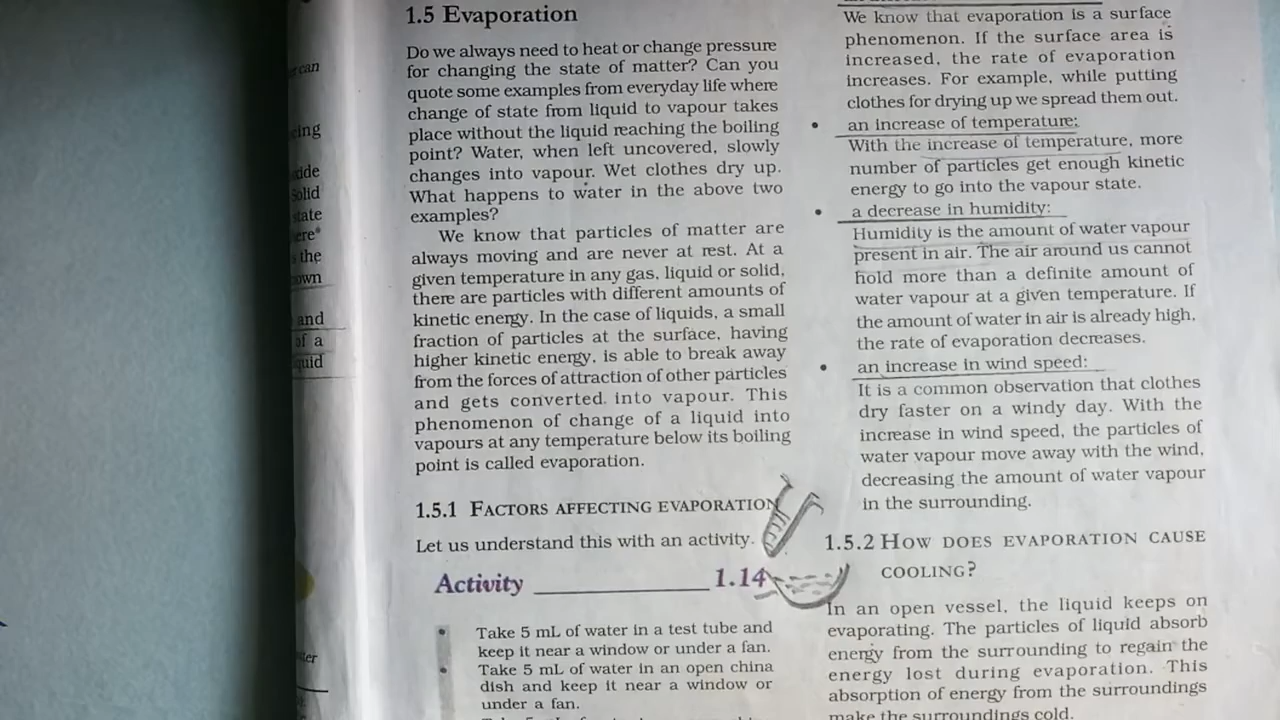 can
cing
xide
Solid
state
ere*
s the
own
and
of a
quid
ter
1.5 Evaporation
Do we always need to heat or change pressure
for changing the state of matter? Can you
quote some examples from everyday life where
change of state from liquid to vapour takes
place without the liquid reaching the boiling
point? Water, when left uncovered, slowly
changes into vapour. Wet clothes dry up.
What happens to water in the above two
examples?
We know that particles of matter are
always moving and are never at rest. At a
given temperature in any gas, liquid or solid,
there are particles with different amounts of
kinetic energy. In the case of liquids, a small
fraction of particles at the surface, having
higher kinetic energy, is able to break away
from the forces of attraction of other particles
and gets converted into vapour. This
phenomenon of change of a liquid into
vapours at any temperature below its boiling
point is called evaporation.
1.5.1 FACTORS AFFECTING EVAPORATION
Let us understand this with an activity.
Activity ______________ 1.14
• Take 5 mL of water in a test tube and
keep it near a window or under a fan.
• Take 5 mL of water in an open china
dish and keep it near a window or
under a fan.
We know that evaporation is a surface
phenomenon. If the surface area is
increased, the rate of evaporation
increases. For example, while putting
clothes for drying up we spread them out.
• an increase of temperature:
With the increase of temperature, more
number of particles get enough kinetic
energy to go into the vapour state.
• a decrease in humidity:
Humidity is the amount of water vapour
present in air. The air around us cannot
hold more than a definite amount of
water vapour at a given temperature. If
the amount of water in air is already high,
the rate of evaporation decreases.
• an increase in wind speed:
It is a common observation that clothes
dry faster on a windy day. With the
increase in wind speed, the particles of
water vapour move away with the wind,
decreasing the amount of water vapour
in the surrounding.
1.5.2 HOW DOES EVAPORATION CAUSE
COOLING?
In an open vessel, the liquid keeps on
evaporating. The particles of liquid absorb
energy from the surrounding to regain the
energy lost during evaporation. This
absorption of energy from the surroundings
make the surroundings cold.